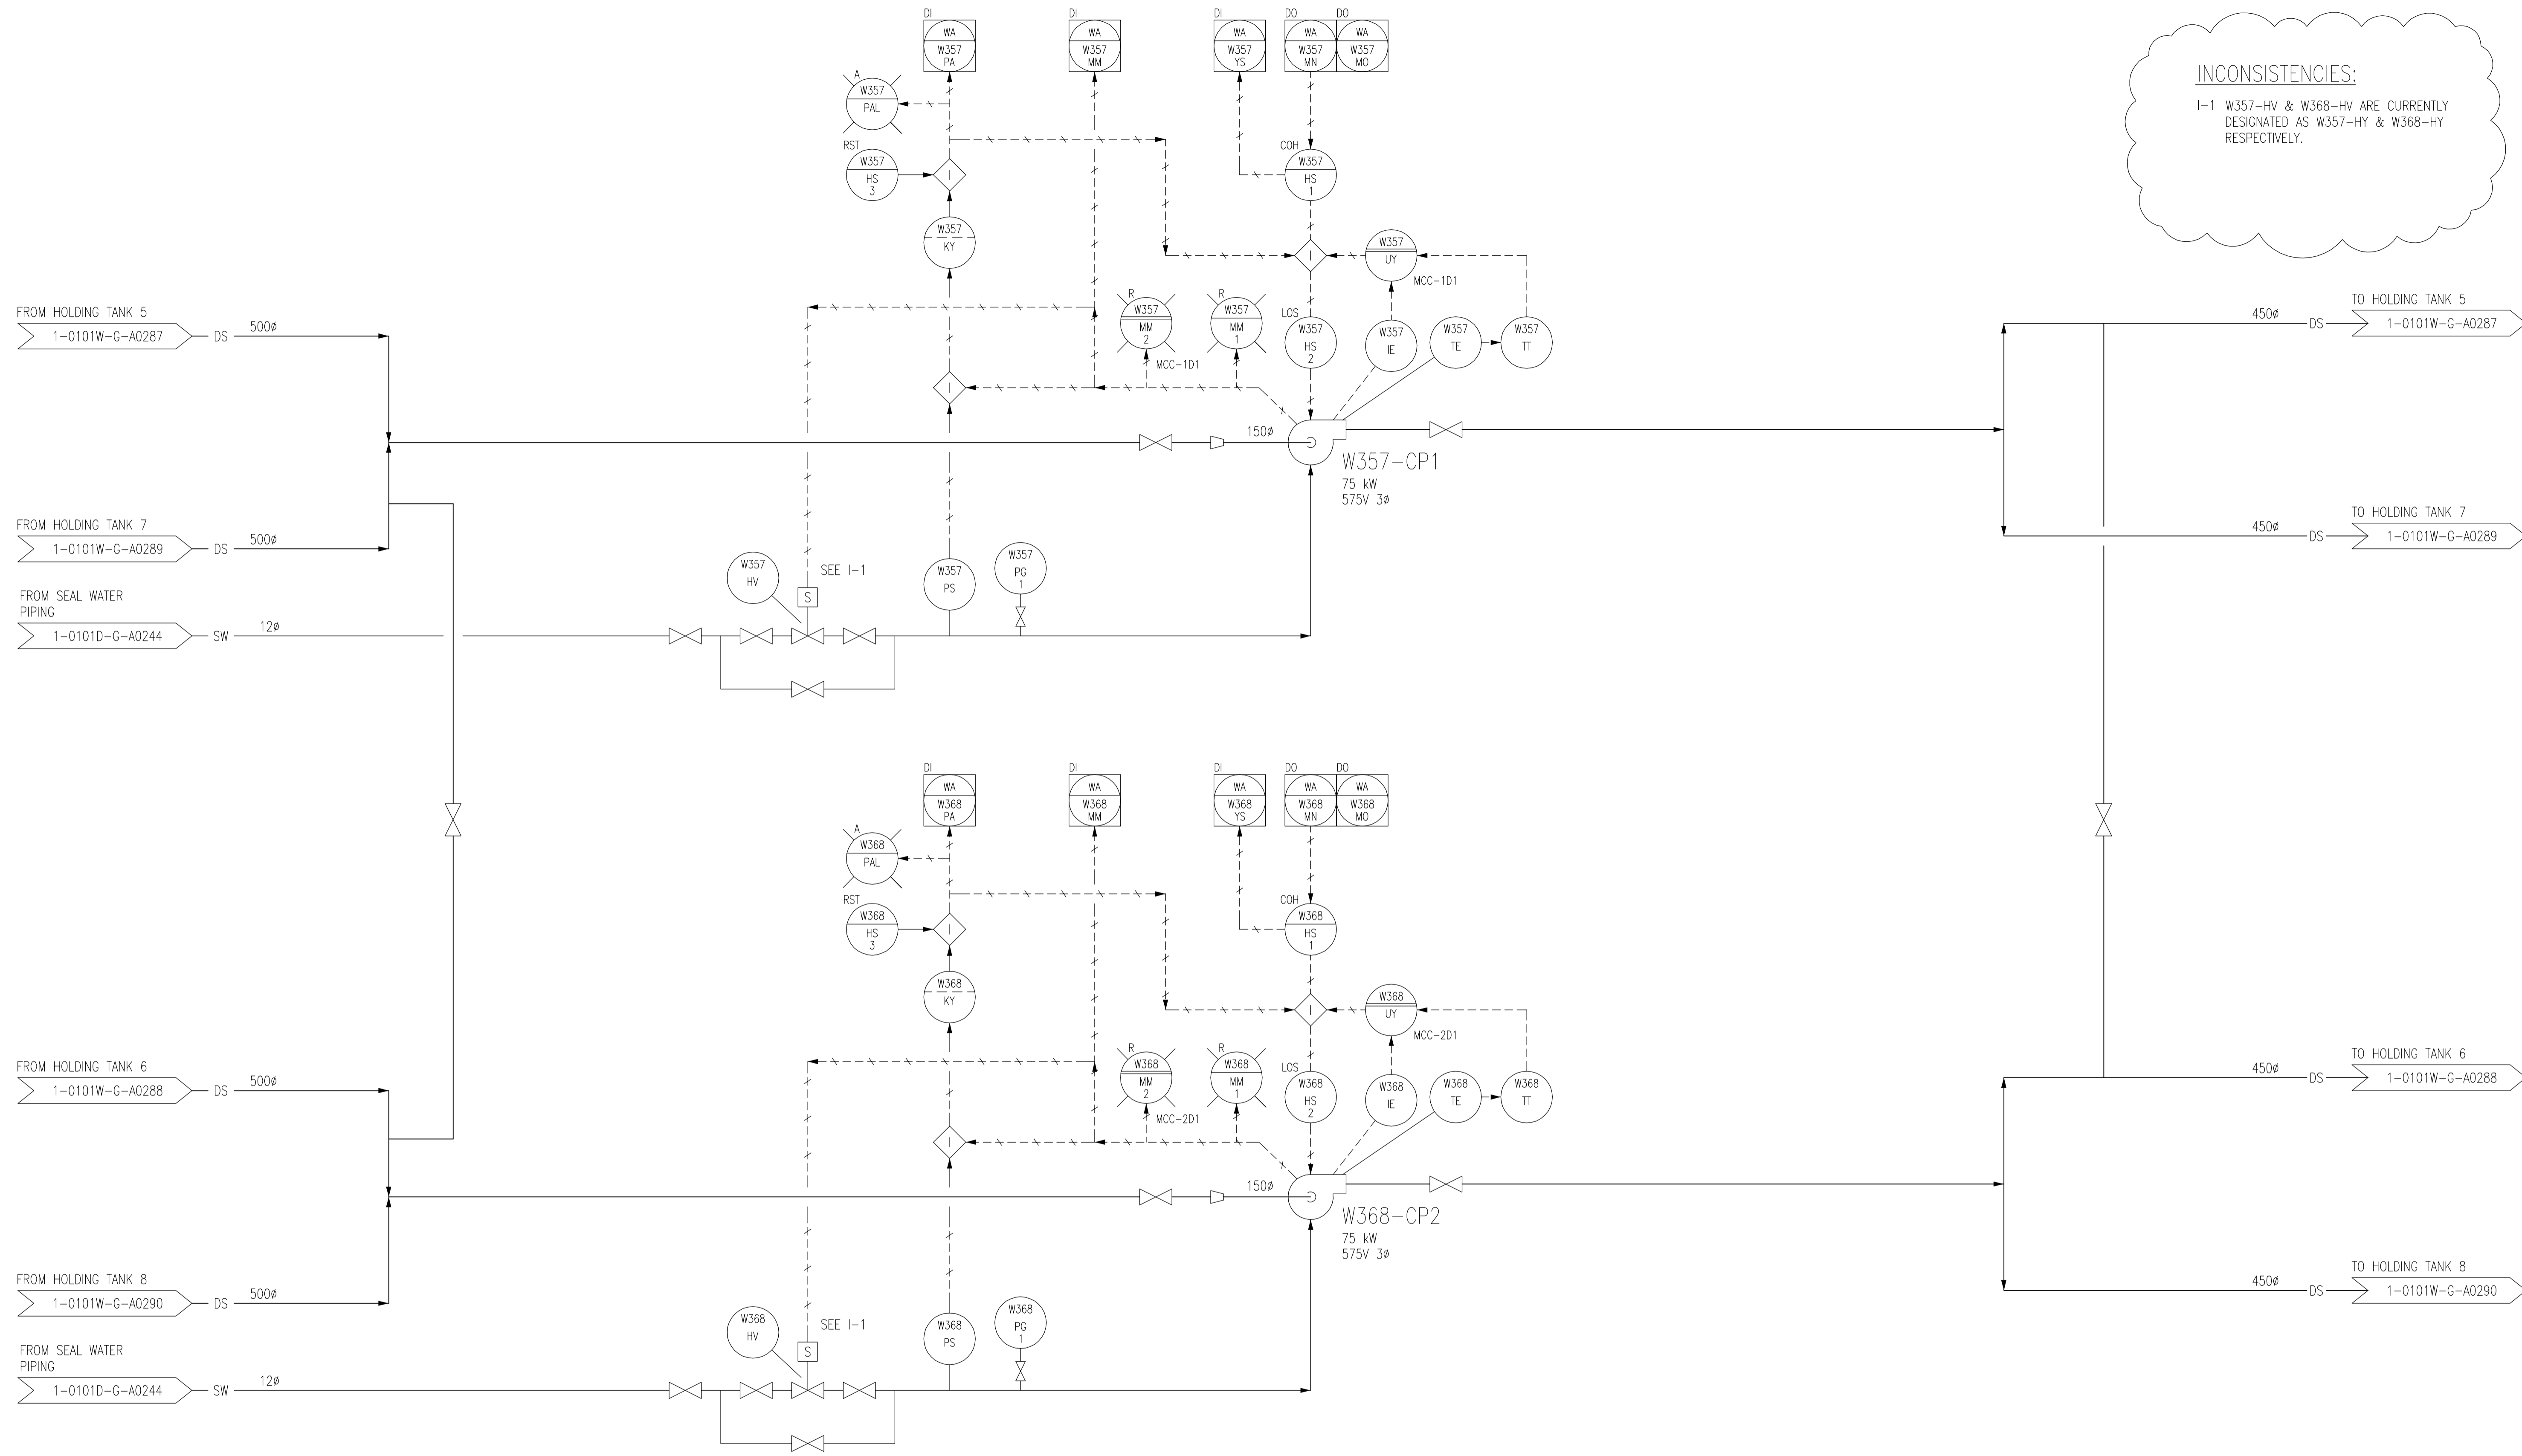 DI
WA
W357
PA
DI
WA
W357
MM
DI
WA
W357
YS
DO
WA
W357
MN
DO
WA
W357
MO
A
W357
PAL
RST
W357
HS
3
W357
KY
COH
W357
HS
1
W357
UY
MCC-1D1
R
W357
MM
2
MCC-1D1
R
W357
MM
1
LOS
W357
HS
2
W357
IE
W357
TE
W357
TT
INCONSISTENCIES:
I-1 W357-HV & W368-HV ARE CURRENTLY
DESIGNATED AS W357-HY & W368-HY
RESPECTIVELY.
FROM HOLDING TANK 5
1-0101W-G-A0287
DS
500ø
FROM HOLDING TANK 7
1-0101W-G-A0289
DS
500ø
FROM SEAL WATER
PIPING
1-0101D-G-A0244
SW
12ø
W357
HV
S
SEE I-1
W357
PS
W357
PG
1
150ø
W357-CP1
75 kW
575V 3ø
TO HOLDING TANK 5
450ø
DS
1-0101W-G-A0287
TO HOLDING TANK 7
450ø
DS
1-0101W-G-A0289
DI
WA
W368
PA
DI
WA
W368
MM
DI
WA
W368
YS
DO
WA
W368
MN
DO
WA
W368
MO
A
W368
PAL
RST
W368
HS
3
W368
KY
COH
W368
HS
1
W368
UY
MCC-2D1
R
W368
MM
2
MCC-2D1
R
W368
MM
1
LOS
W368
HS
2
W368
IE
W368
TE
W368
TT
FROM HOLDING TANK 6
1-0101W-G-A0288
DS
500ø
FROM HOLDING TANK 8
1-0101W-G-A0290
DS
500ø
FROM SEAL WATER
PIPING
1-0101D-G-A0244
SW
12ø
W368
HV
S
SEE I-1
W368
PS
W368
PG
1
150ø
W368-CP2
75 kW
575V 3ø
TO HOLDING TANK 6
450ø
DS
1-0101W-G-A0288
TO HOLDING TANK 8
450ø
DS
1-0101W-G-A0290